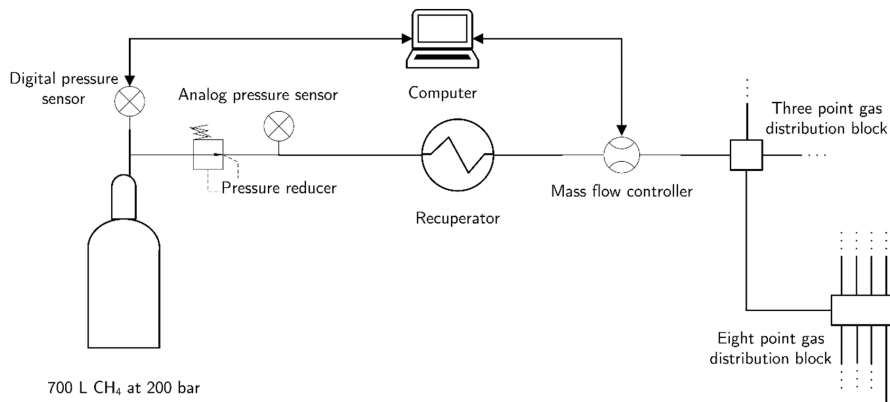 Digital pressure
sensor
Analog pressure sensor
Computer
Three point gas
distribution block
Pressure reducer
Recuperator
Mass flow controller
Eight point gas
distribution block
700 L CH₄ at 200 bar